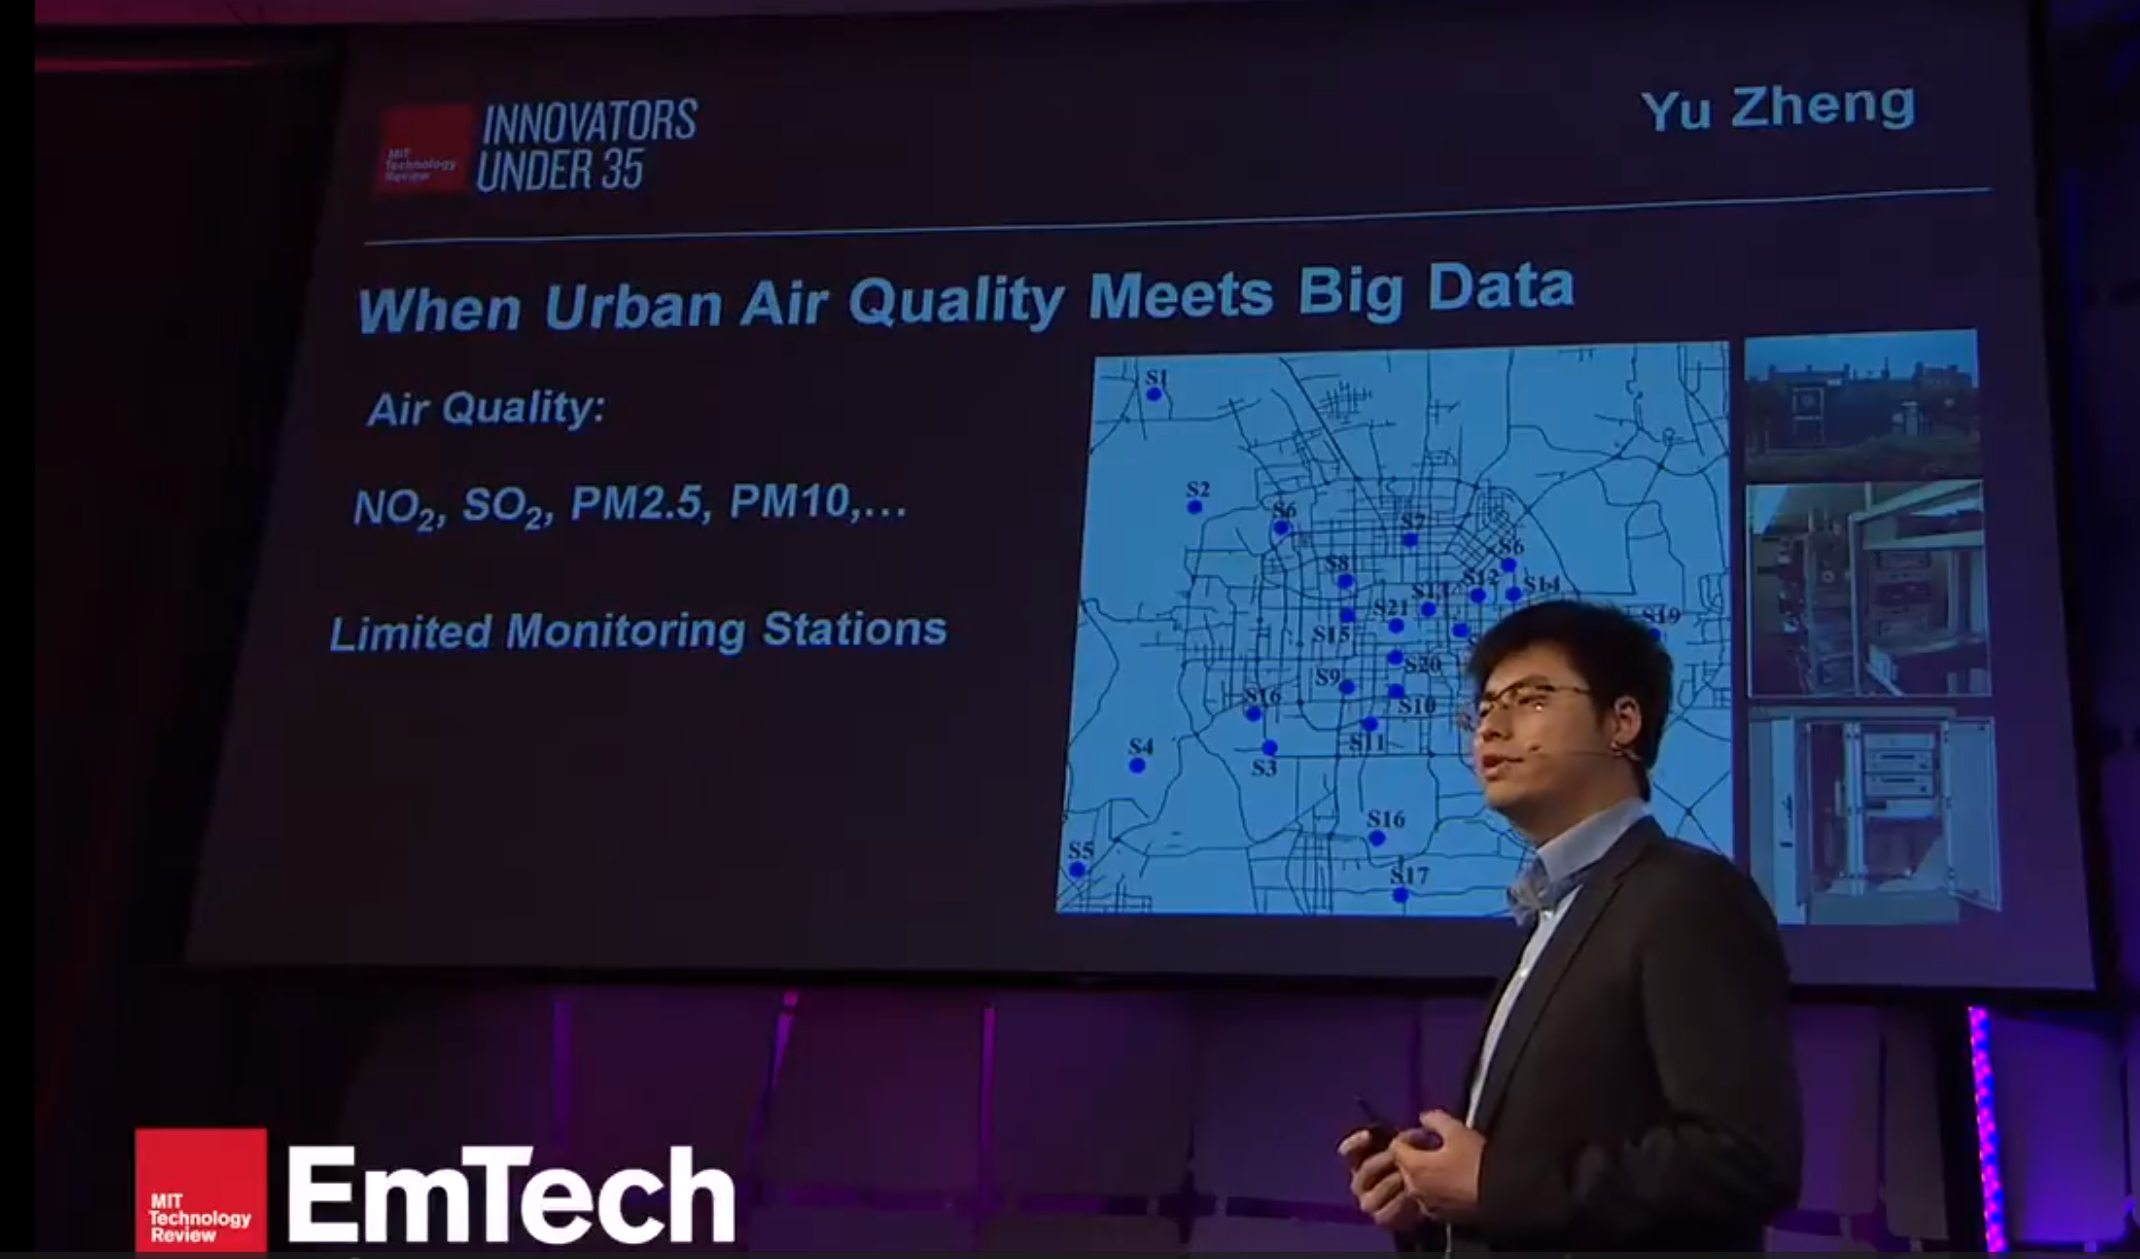 INNOVATORS
UNDER 35
MIT
Technology
Review
Yu Zheng
When Urban Air Quality Meets Big Data
Air Quality:
NO₂, SO₂, PM2.5, PM10,...
Limited Monitoring Stations
S1
S2
S6
S7
S6
S8
S12
S14
S21
S19
S15
S20
S9
S16
S10
S11
S4
S3
S16
S5
S17
MIT
Technology
Review
EmTech